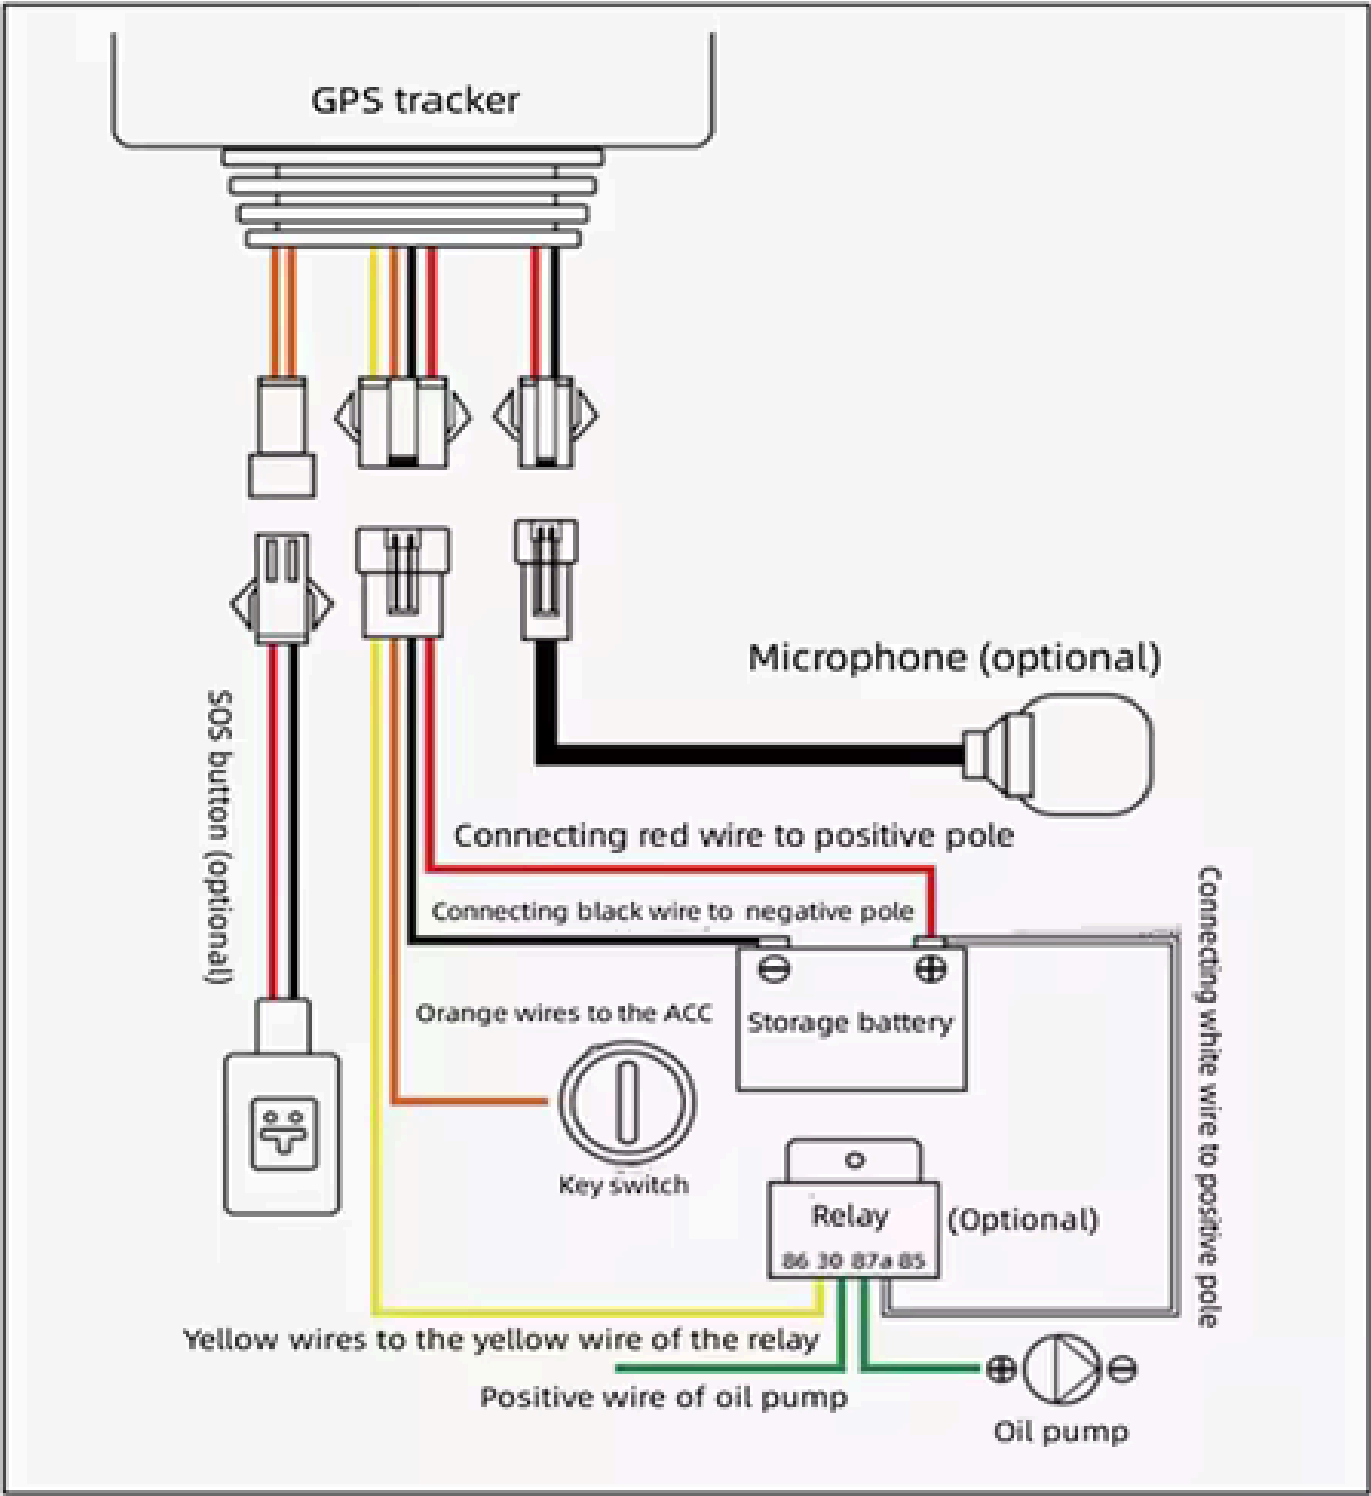 GPS tracker
Microphone (optional)
SOS button (optional)
Connecting red wire to positive pole
Connecting black wire to negative pole
Connecting white wire to positive pole
Storage battery
Orange wires to the ACC
Key switch
Relay
(Optional)
86 30 87a 85
Yellow wires to the yellow wire of the relay
Positive wire of oil pump
Oil pump